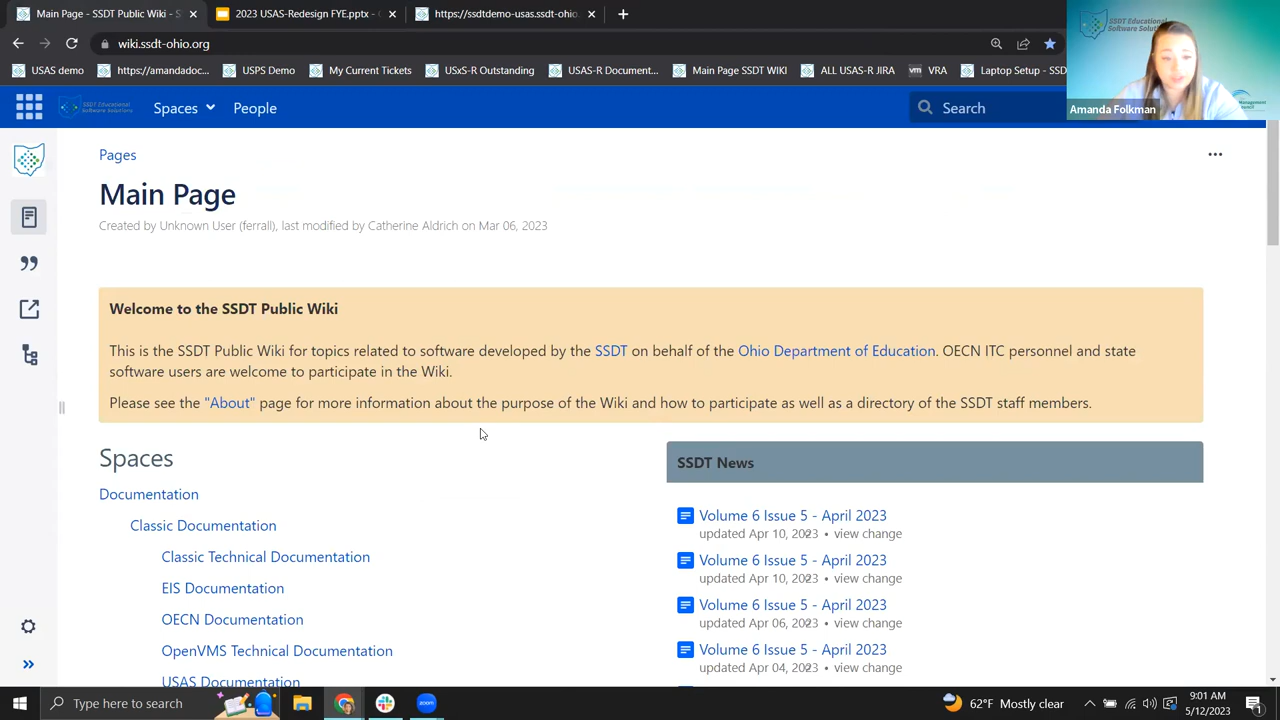 Main Page - SSDT Public Wiki
2023 USAS-Redesign FYE.pptx
https://ssdtdemo-usas.ssdt-ohio.
wiki.ssdt-ohio.org
USAS demo
https://amandadoc...
USPS Demo
My Current Tickets
USxS-R Outstanding
USAS-R Document...
Main Page SSDT WIKI
ALL USAS-R JIRA
VRA
Laptop Setup - SSD
SSDT Educational
Software Solutions
Amanda Folkman
Spaces
People
Search
Pages
Main Page
Created by Unknown User (ferrall), last modified by Catherine Aldrich on Mar 06, 2023
Welcome to the SSDT Public Wiki
This is the SSDT Public Wiki for topics related to software developed by the SSDT on behalf of the Ohio Department of Education. OECN ITC personnel and state
software users are welcome to participate in the Wiki.
Please see the "About" page for more information about the purpose of the Wiki and how to participate as well as a directory of the SSDT staff members.
Spaces
Documentation
Classic Documentation
Classic Technical Documentation
EIS Documentation
OECN Documentation
OpenVMS Technical Documentation
USAS Documentation
SSDT News
Volume 6 Issue 5 - April 2023
updated Apr 10, 2023 • view change
Volume 6 Issue 5 - April 2023
updated Apr 10, 2023 • view change
Volume 6 Issue 5 - April 2023
updated Apr 06, 2023 • view change
Volume 6 Issue 5 - April 2023
updated Apr 04, 2023 • view change
Type here to search
zoom
62°F Mostly clear
9:01 AM
5/12/2023
1